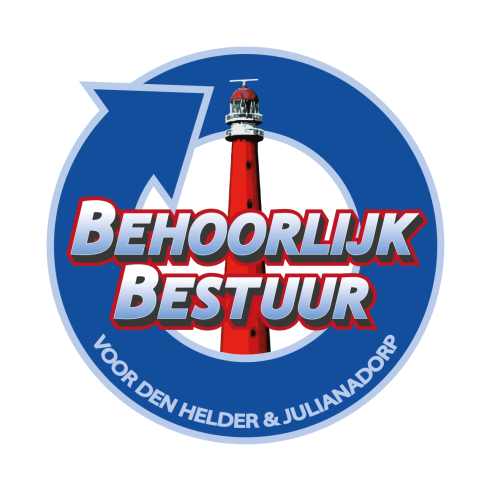 BEHOORLIJK
BESTUUR
VOOR DEN HELDER & JULIANADORP